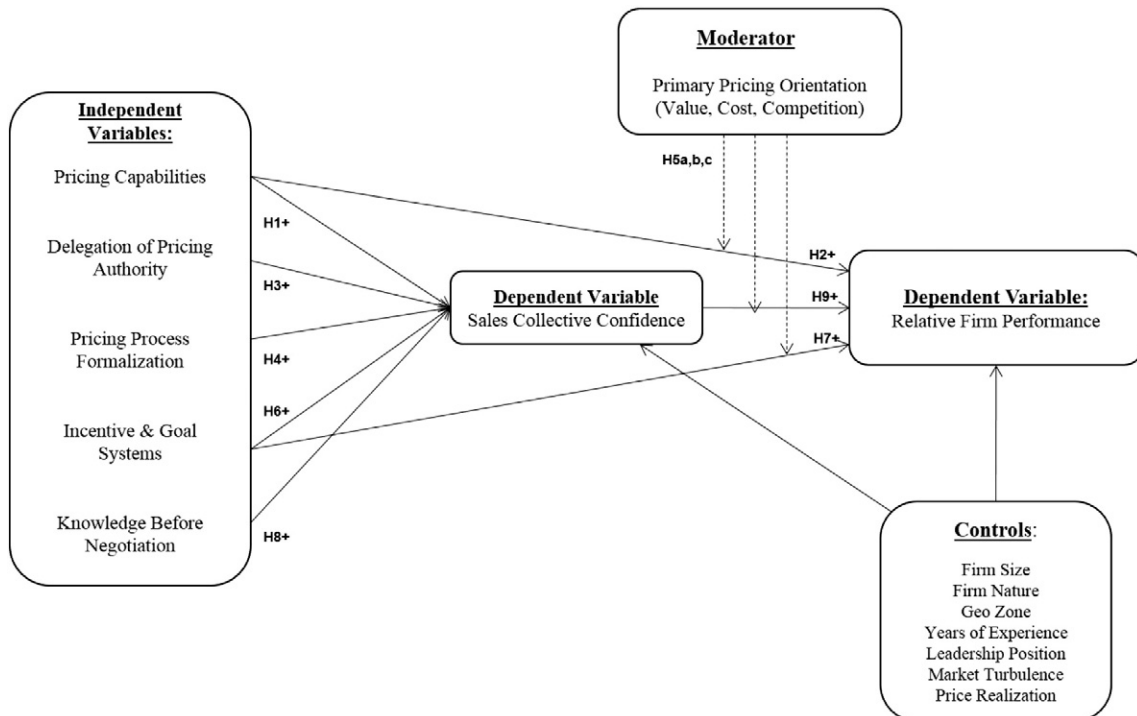 Moderator
Primary Pricing Orientation
(Value, Cost, Competition)
Independent
Variables:
Pricing Capabilities
Delegation of Pricing
Authority
Pricing Process
Formalization
Incentive & Goal
Systems
Knowledge Before
Negotiation
H1+
H3+
H4+
H6+
H8+
H5a,b,c
Dependent Variable
Sales Collective Confidence
H2+
H9+
H7+
Dependent Variable:
Relative Firm Performance
Controls:
Firm Size
Firm Nature
Geo Zone
Years of Experience
Leadership Position
Market Turbulence
Price Realization